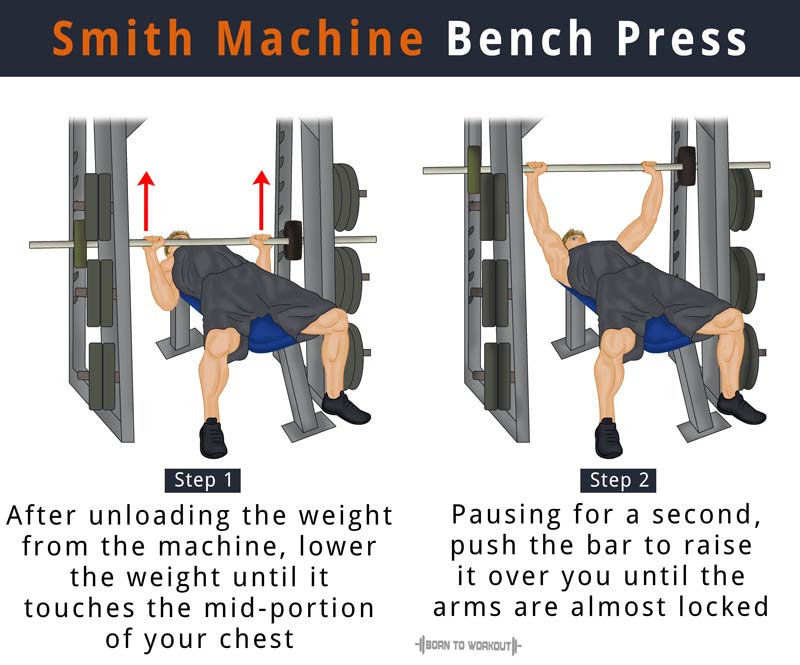 Smith Machine Bench Press
Step 1
After unloading the weight
from the machine, lower
the weight until it
touches the mid-portion
of your chest
Step 2
Pausing for a second,
push the bar to raise
it over you until the
arms are almost locked
BORN TO WORKOUT